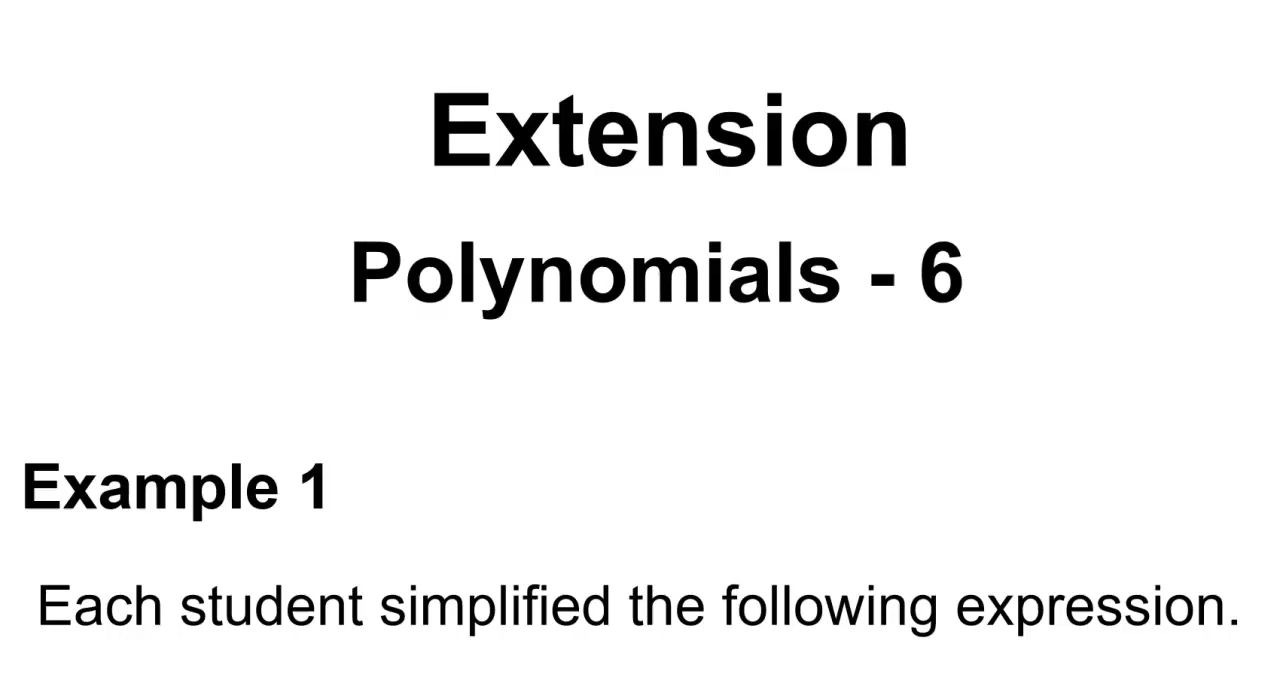 Extension
Polynomials - 6
Example 1
Each student simplified the following expression.